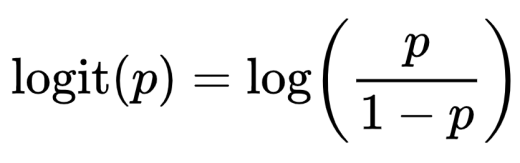 logit(p) = log(p / (1 − p))